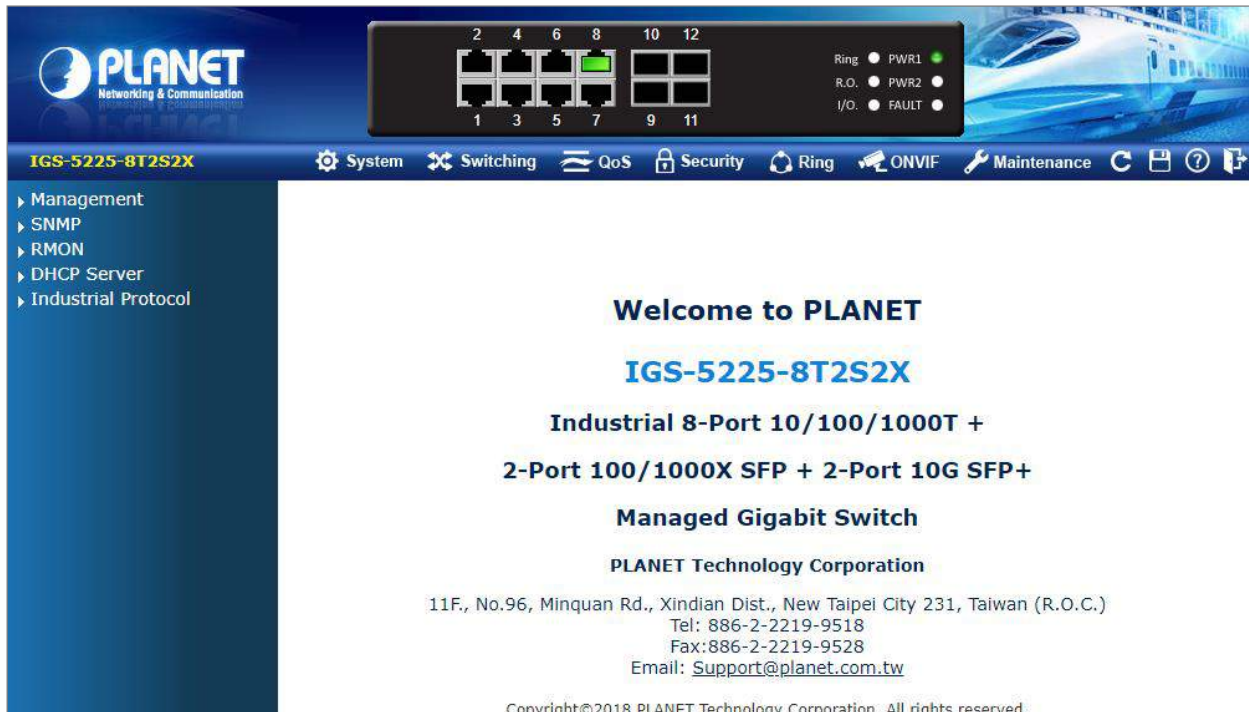 PLANET
Networking & Communication
2 4 6 8 10 12
1 3 5 7 9 11
Ring PWR1
R.O. PWR2
I/O. FAULT
IGS-5225-8T2S2X
System Switching QoS Security Ring ONVIF Maintenance
Management
SNMP
RMON
DHCP Server
Industrial Protocol
Welcome to PLANET
IGS-5225-8T2S2X
Industrial 8-Port 10/100/1000T +
2-Port 100/1000X SFP + 2-Port 10G SFP+
Managed Gigabit Switch
PLANET Technology Corporation
11F., No.96, Minquan Rd., Xindian Dist., New Taipei City 231, Taiwan (R.O.C.)
Tel: 886-2-2219-9518
Fax:886-2-2219-9528
Email: Support@planet.com.tw
Copyright©2018 PLANET Technology Corporation. All rights reserved.